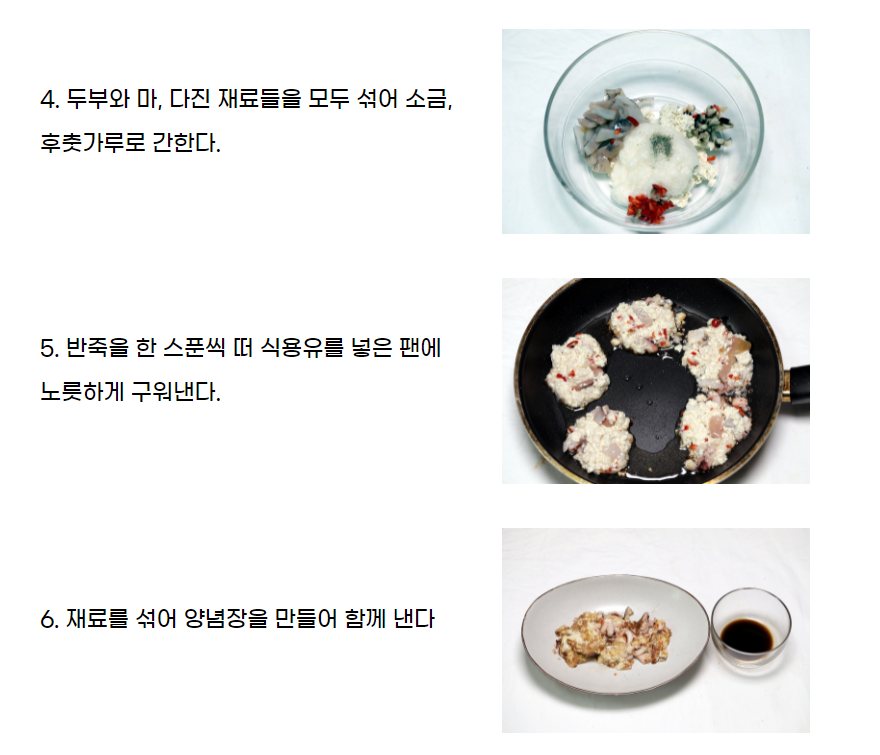 4. 두부와 마, 다진 재료들을 모두 섞어 소금,
후춧가루로 간한다.
5. 반죽을 한 스푼씩 떠 식용유를 넣은 팬에
노릇하게 구워낸다.
6. 재료를 섞어 양념장을 만들어 함께 낸다